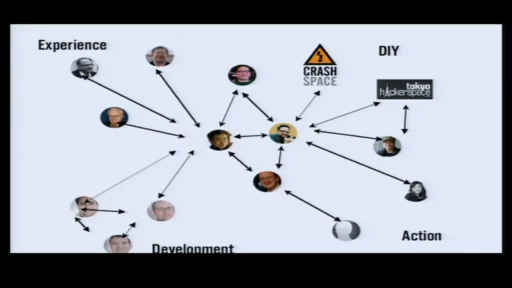 Experience
DIY
CRASH
SPACE
tokyo
hackerspace
Development
Action